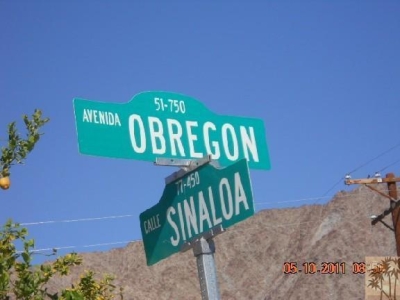 51-750
AVENIDA OBREGON
77-450
CALLE SINALOA
05.10.2011